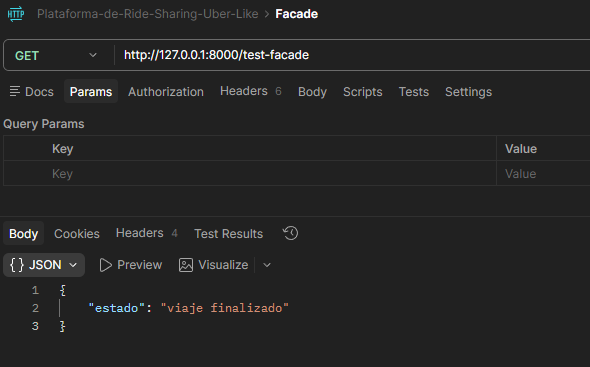 HTTP Plataforma-de-Ride-Sharing-Uber-Like > Facade
GET http://127.0.0.1:8000/test-facade
Docs Params Authorization Headers 6 Body Scripts Tests Settings
Query Params
Key Value
Key Value
Body Cookies Headers 4 Test Results
{} JSON Preview Visualize
1 {
2 "estado": "viaje finalizado"
3 }